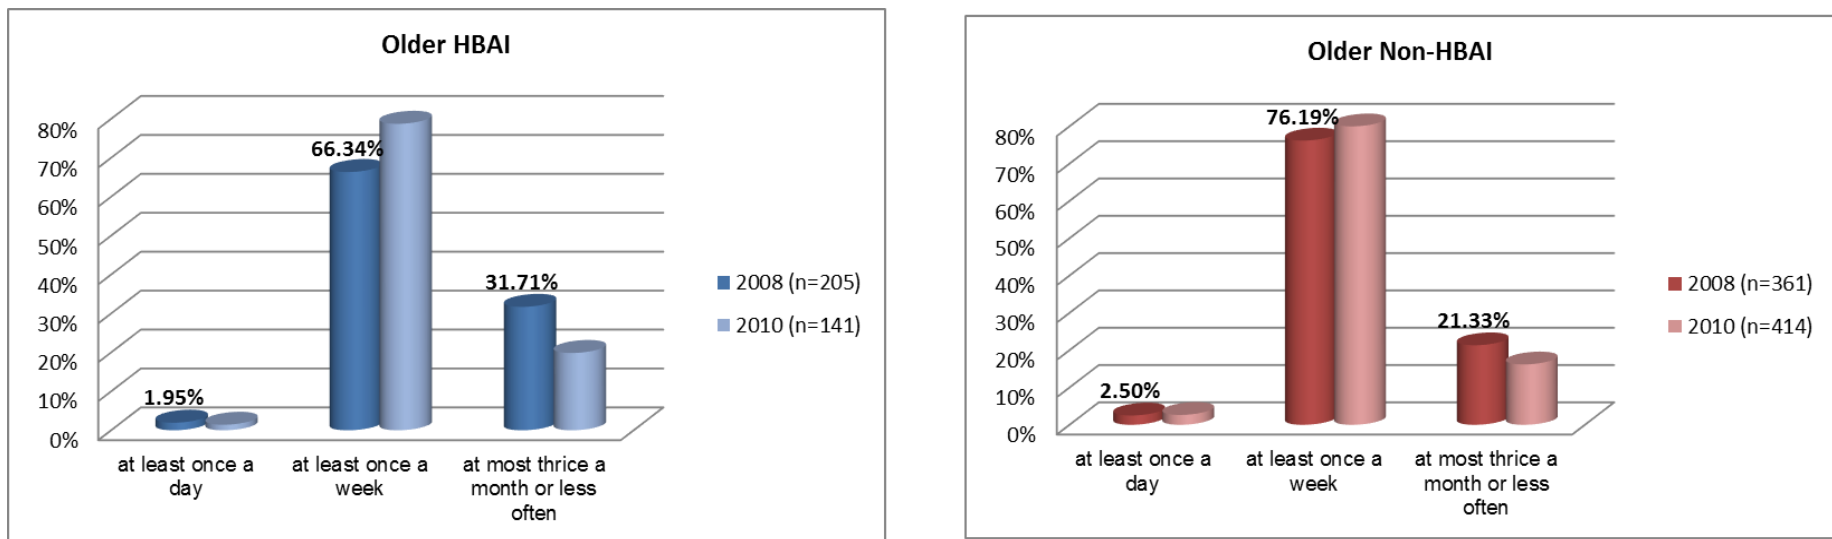 Older HBAI
80%
70%
60%
50%
40%
30%
20%
10%
0%
1.95%
66.34%
31.71%
at least once a
day
at least once a
week
at most thrice a
month or less
often
2008 (n=205)
2010 (n=141)
Older Non-HBAI
80%
70%
60%
50%
40%
30%
20%
10%
0%
2.50%
76.19%
21.33%
at least once a
day
at least once a
week
at most thrice a
month or less
often
2008 (n=361)
2010 (n=414)